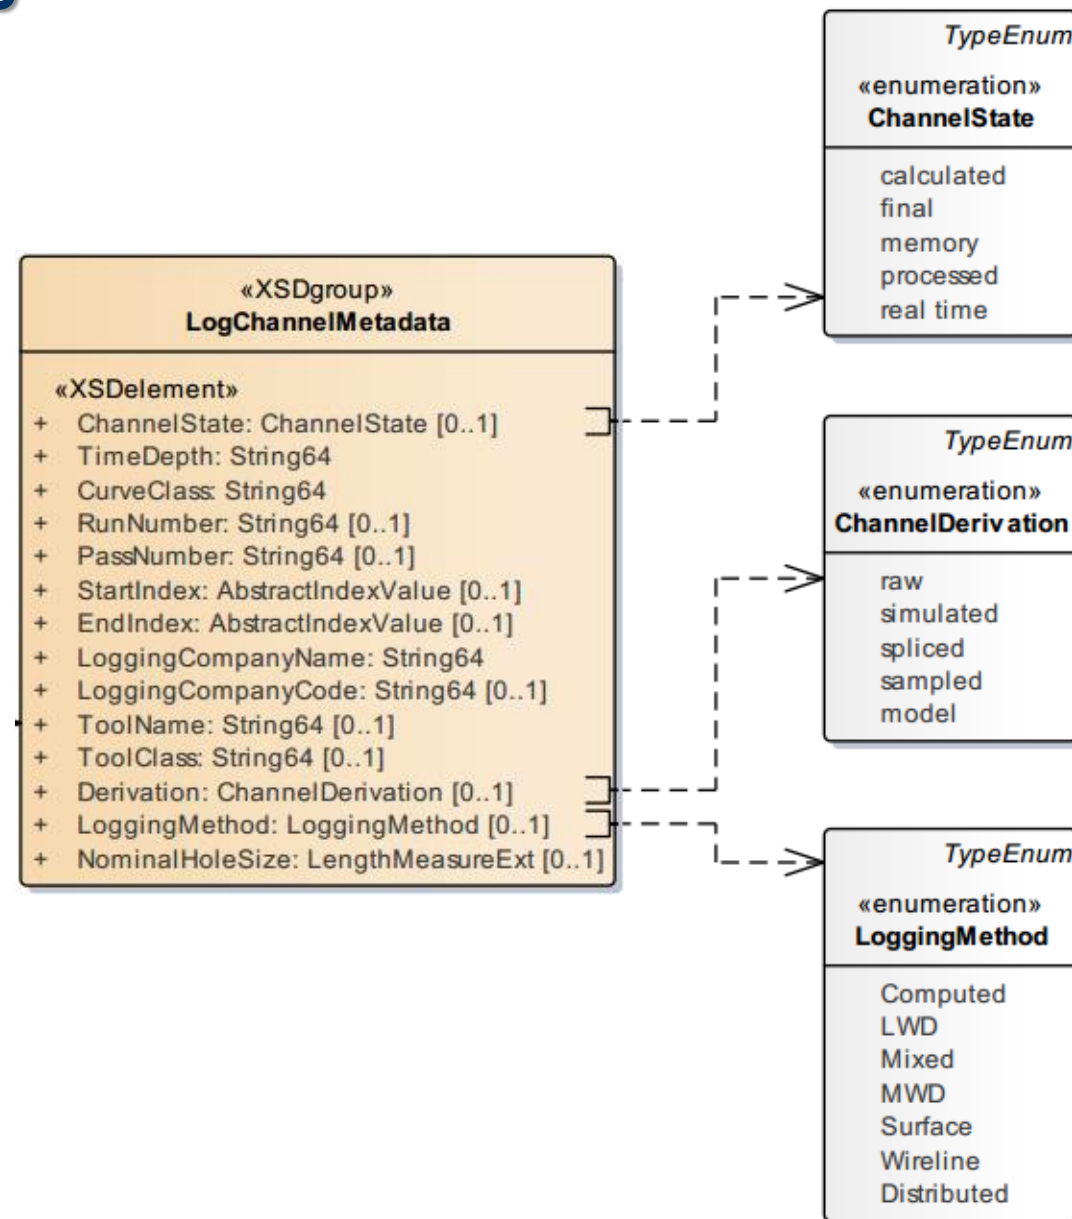 «XSDgroup»
LogChannelMetadata
«XSDelement»
+ ChannelState: ChannelState [0..1]
+ TimeDepth: String64
+ CurveClass: String64
+ RunNumber: String64 [0..1]
+ PassNumber: String64 [0..1]
+ StartIndex: AbstractIndexValue [0..1]
+ EndIndex: AbstractIndexValue [0..1]
+ LoggingCompanyName: String64
+ LoggingCompanyCode: String64 [0..1]
+ ToolName: String64 [0..1]
+ ToolClass: String64 [0..1]
+ Derivation: ChannelDerivation [0..1]
+ LoggingMethod: LoggingMethod [0..1]
+ NominalHoleSize: LengthMeasureExt [0..1]
TypeEnum
«enumeration»
ChannelState
calculated
final
memory
processed
real time
TypeEnum
«enumeration»
ChannelDerivation
raw
simulated
spliced
sampled
model
TypeEnum
«enumeration»
LoggingMethod
Computed
LWD
Mixed
MWD
Surface
Wireline
Distributed